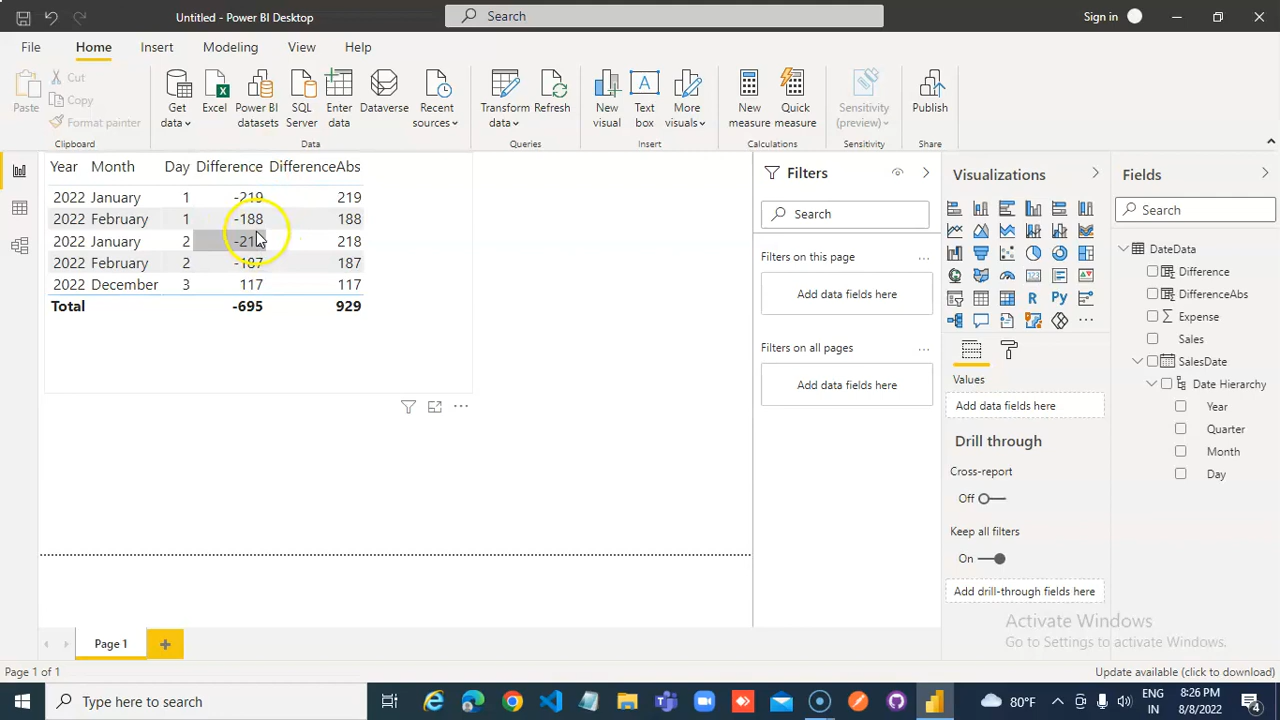 Untitled - Power BI Desktop
Search
Sign in
File
Home
Insert
Modeling
View
Help
Paste
Cut
Copy
Format painter
Clipboard
Get data
Excel
Power BI datasets
SQL Server
Enter data
Dataverse
Recent sources
Data
Transform data
Refresh
Queries
New visual
Text box
More visuals
Insert
New measure
Quick measure
Calculations
Sensitivity (preview)
Sensitivity
Publish
Share
Year Month Day Difference DifferenceAbs
2022 January 1 -219 219
2022 February 1 -188 188
2022 January 2 218
2022 February 2 -187 187
2022 December 3 117 117
Total -695 929
Filters
Search
Filters on this page
Add data fields here
Filters on all pages
Add data fields here
Visualizations
Values
Add data fields here
Drill through
Cross-report
Off
Keep all filters
On
Add drill-through fields here
Fields
Search
DateData
Difference
DifferenceAbs
Expense
Sales
SalesDate
Date Hierarchy
Year
Quarter
Month
Day
Activate Windows
Go to Settings to activate Windows.
Page 1
Page 1 of 1
Update available (click to download)
Type here to search
80°F
ENG
IN
8:26 PM
8/8/2022
4